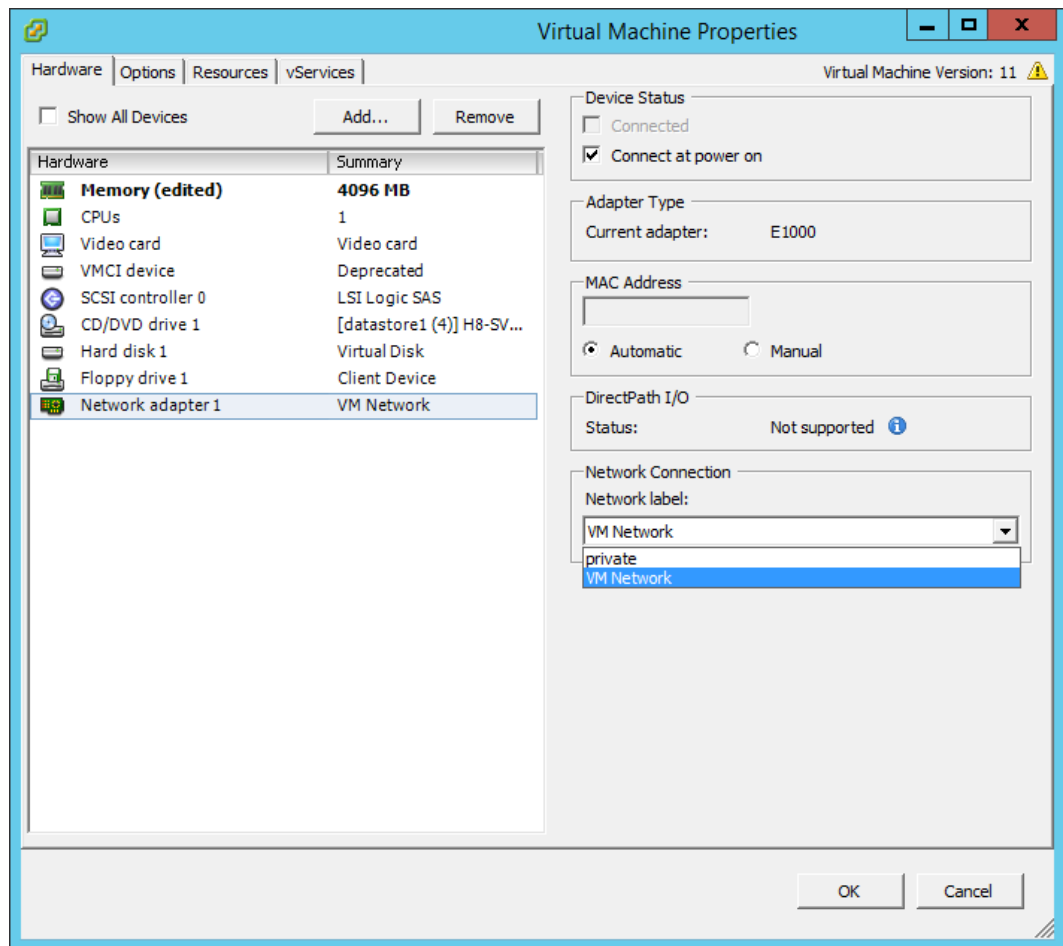 Virtual Machine Properties
Hardware Options Resources vServices
Virtual Machine Version: 11
Show All Devices
Add...
Remove
Hardware Summary
Memory (edited) 4096 MB
CPUs 1
Video card Video card
VMCI device Deprecated
SCSI controller 0 LSI Logic SAS
CD/DVD drive 1 [datastore1 (4)] H8-SV...
Hard disk 1 Virtual Disk
Floppy drive 1 Client Device
Network adapter 1 VM Network
Device Status
Connected
Connect at power on
Adapter Type
Current adapter: E1000
MAC Address
Automatic Manual
DirectPath I/O
Status: Not supported
Network Connection
Network label:
VM Network
private
VM Network
OK Cancel